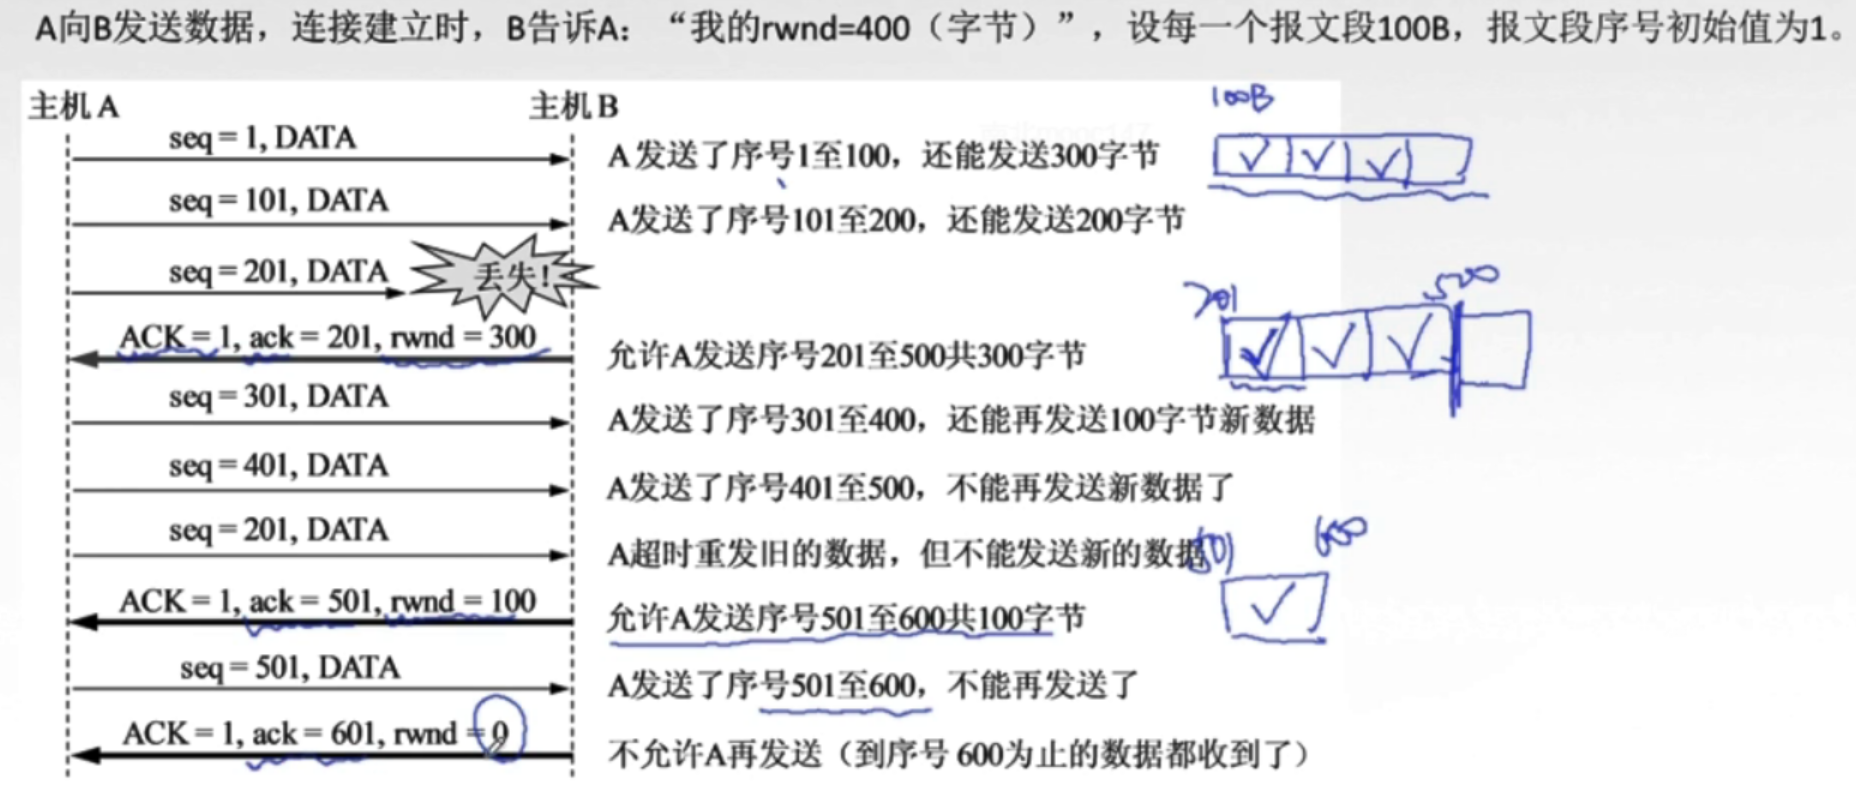 A向B发送数据，连接建立时，B告诉A：“我的rwnd=400（字节）”，设每一个报文段100B，报文段序号初始值为1。
主机A 主机B
100B
seq = 1, DATA
A发送了序号1至100，还能发送300字节
seq = 101, DATA
A发送了序号101至200，还能发送200字节
seq = 201, DATA
丢失!
201 500
ACK = 1, ack = 201, rwnd = 300
允许A发送序号201至500共300字节
seq = 301, DATA
A发送了序号301至400，还能再发送100字节新数据
seq = 401, DATA
A发送了序号401至500，不能再发送新数据了
seq = 201, DATA
A超时重发旧的数据，但不能发送新的数据
501 600
ACK = 1, ack = 501, rwnd = 100
允许A发送序号501至600共100字节
seq = 501, DATA
A发送了序号501至600，不能再发送了
ACK = 1, ack = 601, rwnd = 0
不允许A再发送（到序号 600为止的数据都收到了）